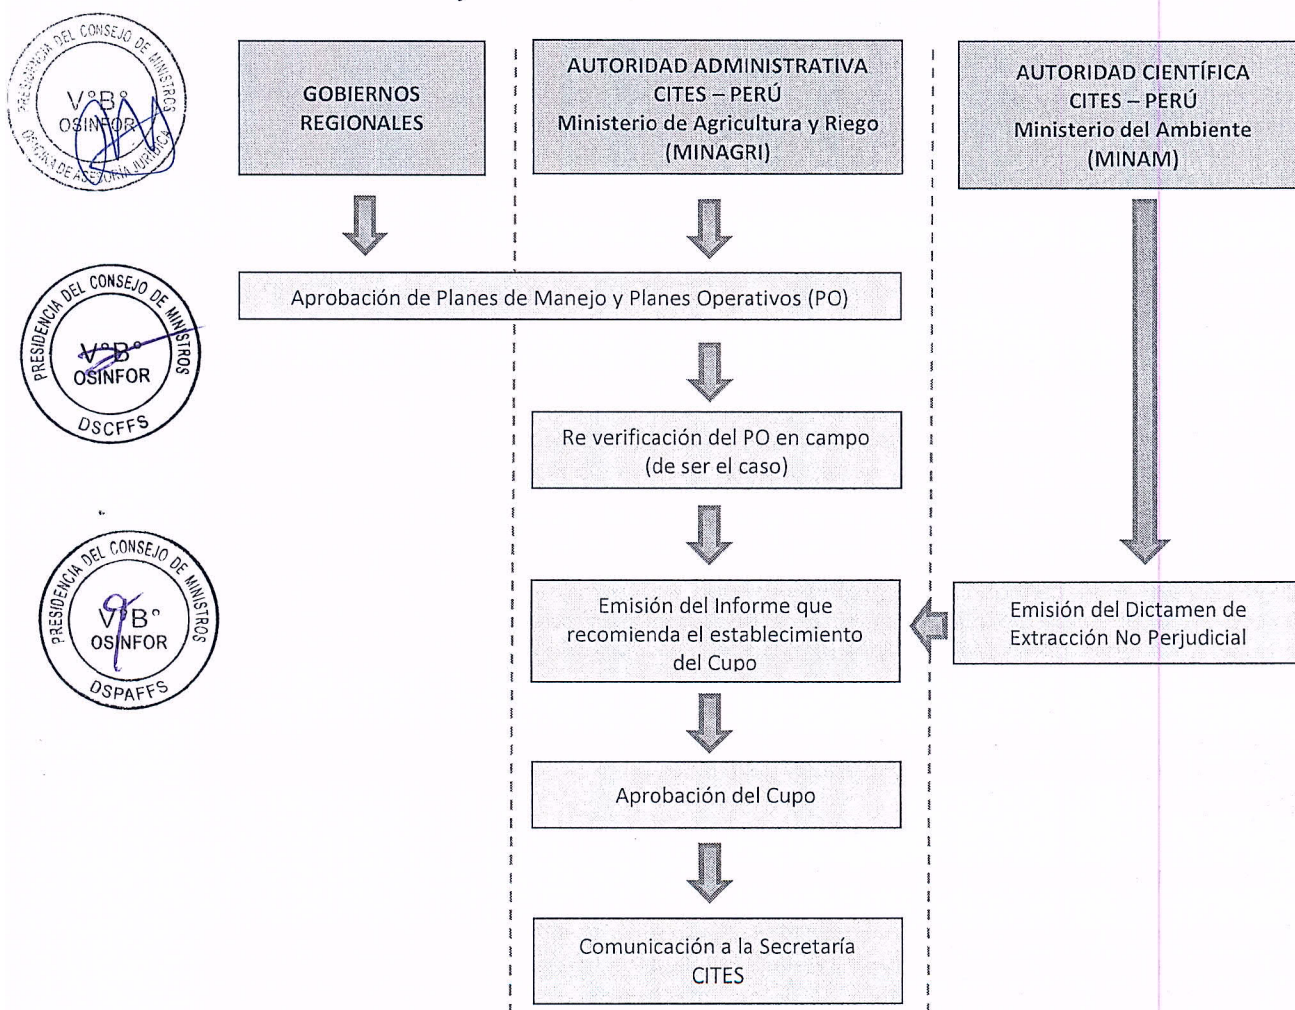 PRESIDENCIA DEL CONSEJO DE MINISTROS
V°B°
OSINFOR
OFICINA DE ASESORÍA JURÍDICA
GOBIERNOS
REGIONALES
AUTORIDAD ADMINISTRATIVA
CITES – PERÚ
Ministerio de Agricultura y Riego
(MINAGRI)
AUTORIDAD CIENTÍFICA
CITES – PERÚ
Ministerio del Ambiente
(MINAM)
PRESIDENCIA DEL CONSEJO DE MINISTROS
V°B°
OSINFOR
DSCFFS
Aprobación de Planes de Manejo y Planes Operativos (PO)
Re verificación del PO en campo
(de ser el caso)
PRESIDENCIA DEL CONSEJO DE MINISTROS
V°B°
OSINFOR
DSPAFFS
Emisión del Informe que
recomienda el establecimiento
del Cupo
Emisión del Dictamen de
Extracción No Perjudicial
Aprobación del Cupo
Comunicación a la Secretaría
CITES